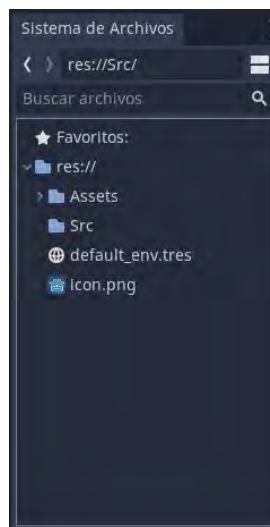 Sistema de Archivos
res://Src/
Buscar archivos
Favoritos:
res://
Assets
Src
default_env.tres
icon.png